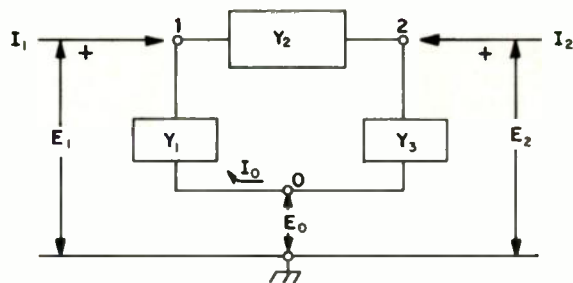 1 2
I₁ + Y₂ + I₂
E₁ Y₁ Y₃ E₂
I₀ 0
E₀